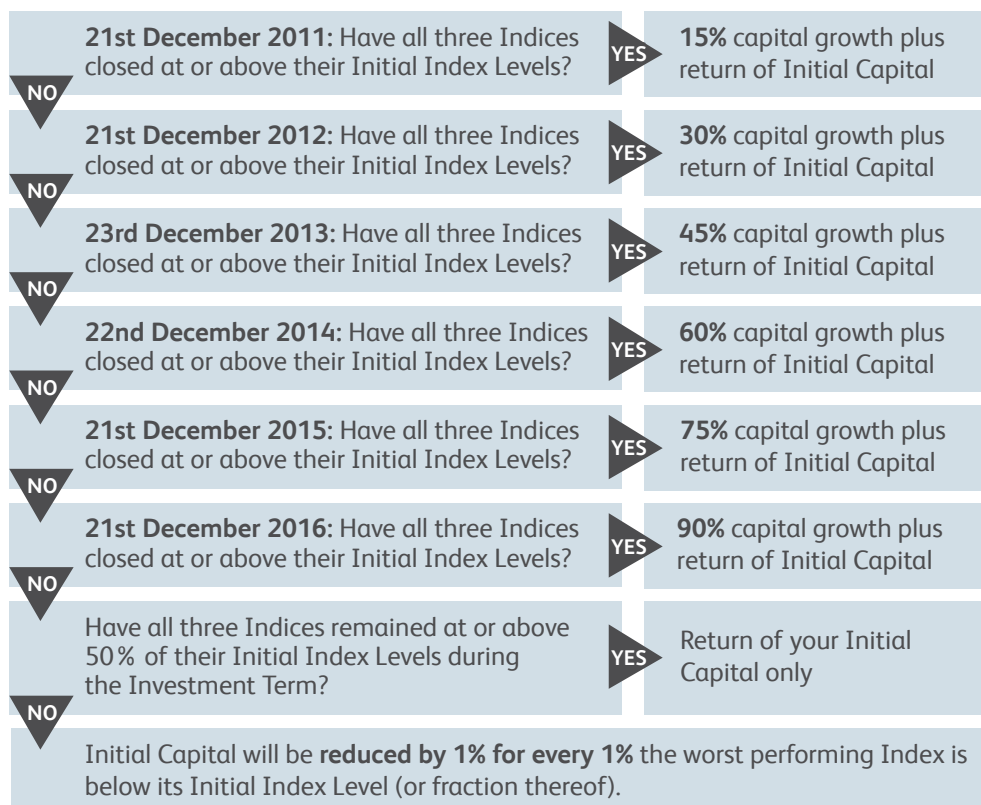 21st December 2011: Have all three Indices
closed at or above their Initial Index Levels?
YES
15% capital growth plus
return of Initial Capital
NO
21st December 2012: Have all three Indices
closed at or above their Initial Index Levels?
YES
30% capital growth plus
return of Initial Capital
NO
23rd December 2013: Have all three Indices
closed at or above their Initial Index Levels?
YES
45% capital growth plus
return of Initial Capital
NO
22nd December 2014: Have all three Indices
closed at or above their Initial Index Levels?
YES
60% capital growth plus
return of Initial Capital
NO
21st December 2015: Have all three Indices
closed at or above their Initial Index Levels?
YES
75% capital growth plus
return of Initial Capital
NO
21st December 2016: Have all three Indices
closed at or above their Initial Index Levels?
YES
90% capital growth plus
return of Initial Capital
NO
Have all three Indices remained at or above
50% of their Initial Index Levels during
the Investment Term?
YES
Return of your Initial
Capital only
NO
Initial Capital will be reduced by 1% for every 1% the worst performing Index is
below its Initial Index Level (or fraction thereof).